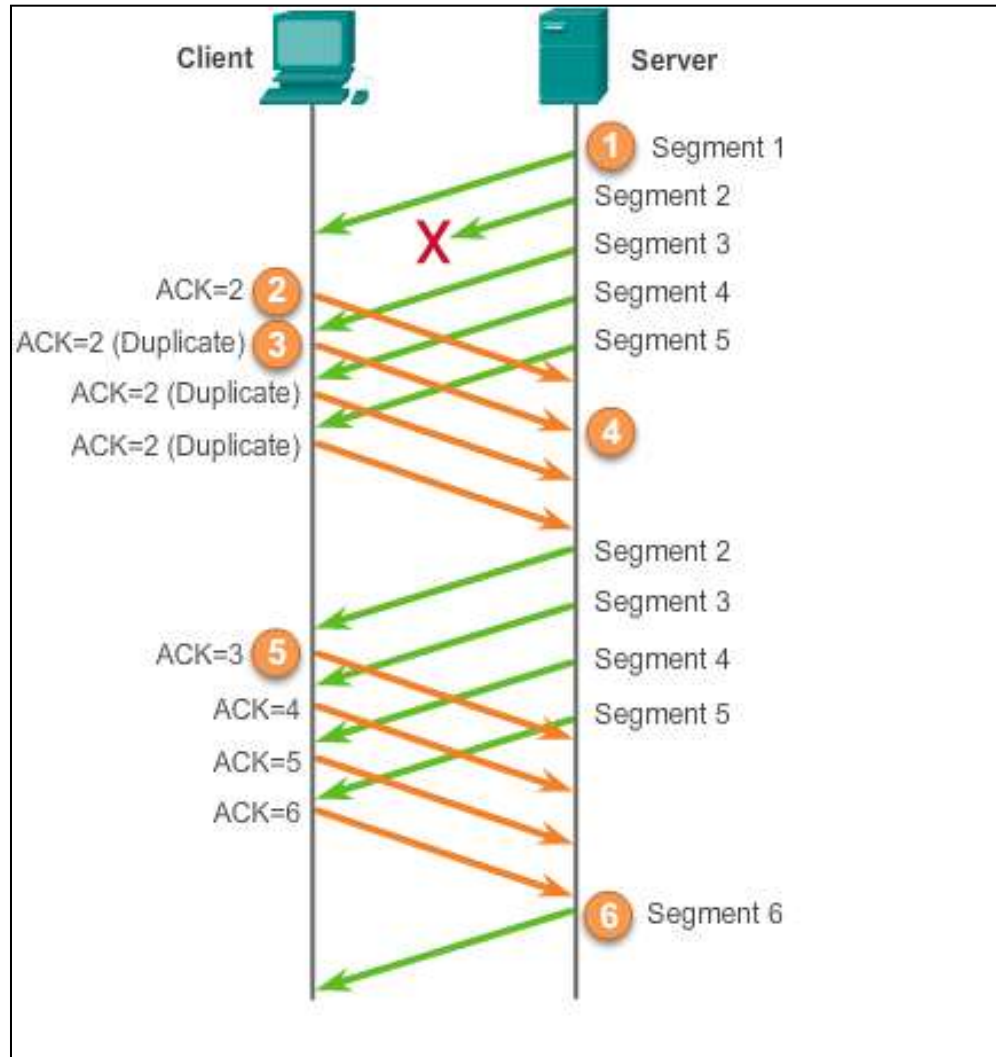 Client
Server
1 Segment 1
Segment 2
X
Segment 3
ACK=2 2
Segment 4
ACK=2 (Duplicate) 3
Segment 5
ACK=2 (Duplicate)
4
ACK=2 (Duplicate)
Segment 2
Segment 3
ACK=3 5
Segment 4
ACK=4
Segment 5
ACK=5
ACK=6
6 Segment 6